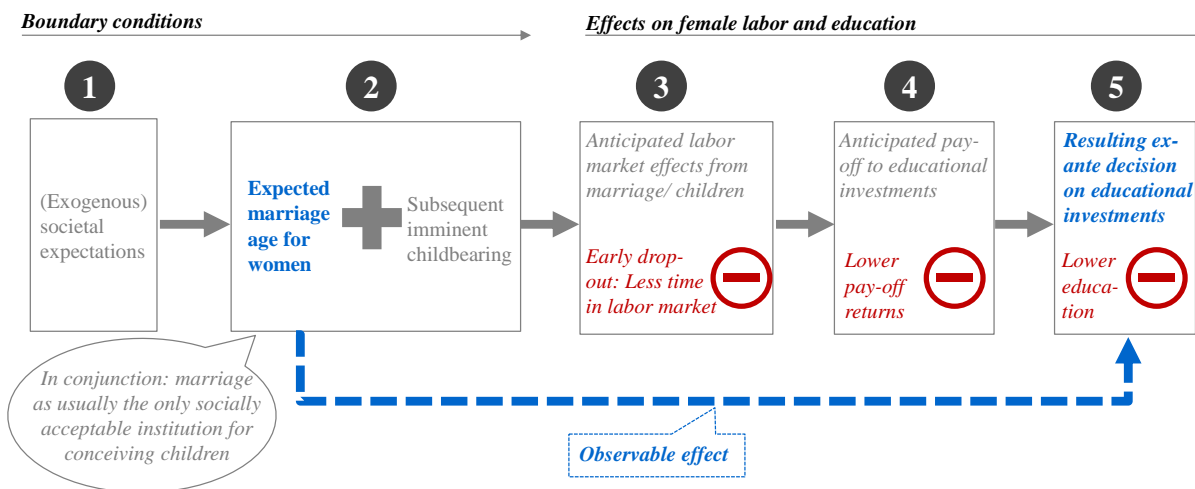 Boundary conditions
Effects on female labor and education
1
2
3
4
5
(Exogenous)
societal
expectations
Expected
marriage
age for
women
Subsequent
imminent
childbearing
Anticipated labor
market effects from
marriage/ children
Early drop-
out: Less time
in labor market
Anticipated pay-
off to educational
investments
Lower
pay-off
returns
Resulting ex-
ante decision
on educational
investments
Lower
educa-
tion
In conjunction: marriage
as usually the only socially
acceptable institution for
conceiving children
Observable effect